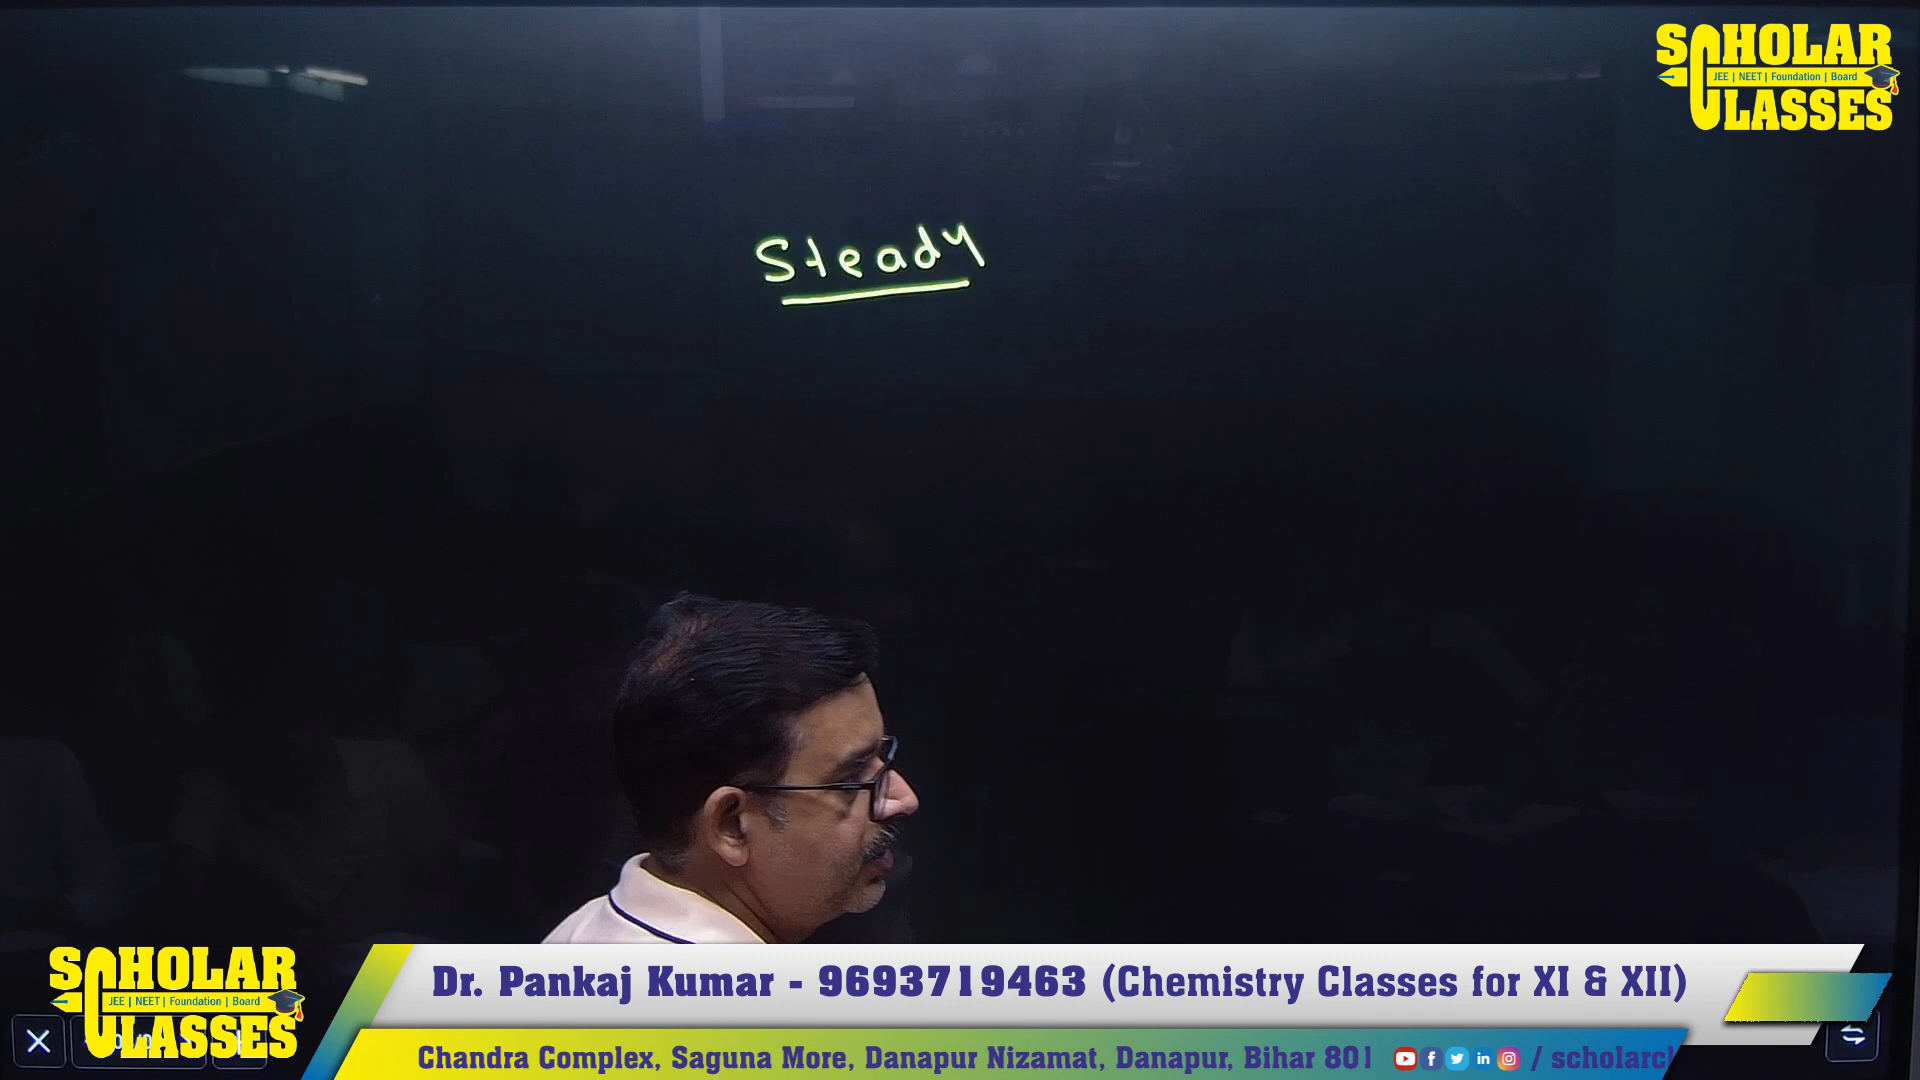 SCHOLAR
JEE | NEET | Foundation | Board
CLASSES
Steady
SCHOLAR
JEE | NEET | Foundation | Board
CLASSES
Dr. Pankaj Kumar - 9693719463 (Chemistry Classes for XI & XII)
Chandra Complex, Saguna More, Danapur Nizamat, Danapur, Bihar 801 / scholarcl